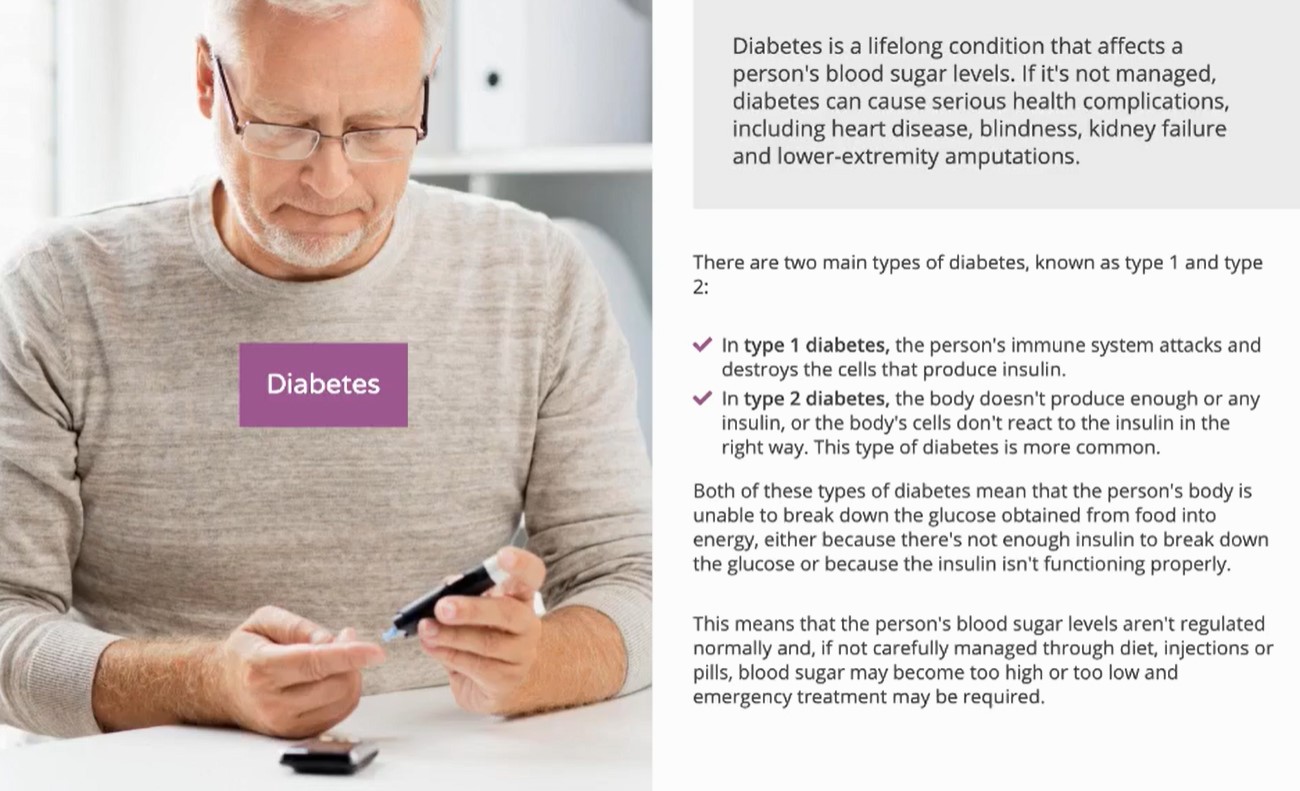 Diabetes
Diabetes is a lifelong condition that affects a
person's blood sugar levels. If it's not managed,
diabetes can cause serious health complications,
including heart disease, blindness, kidney failure
and lower-extremity amputations.
There are two main types of diabetes, known as type 1 and type
2:
In type 1 diabetes, the person's immune system attacks and
destroys the cells that produce insulin.
In type 2 diabetes, the body doesn't produce enough or any
insulin, or the body's cells don't react to the insulin in the
right way. This type of diabetes is more common.
Both of these types of diabetes mean that the person's body is
unable to break down the glucose obtained from food into
energy, either because there's not enough insulin to break down
the glucose or because the insulin isn't functioning properly.
This means that the person's blood sugar levels aren't regulated
normally and, if not carefully managed through diet, injections or
pills, blood sugar may become too high or too low and
emergency treatment may be required.